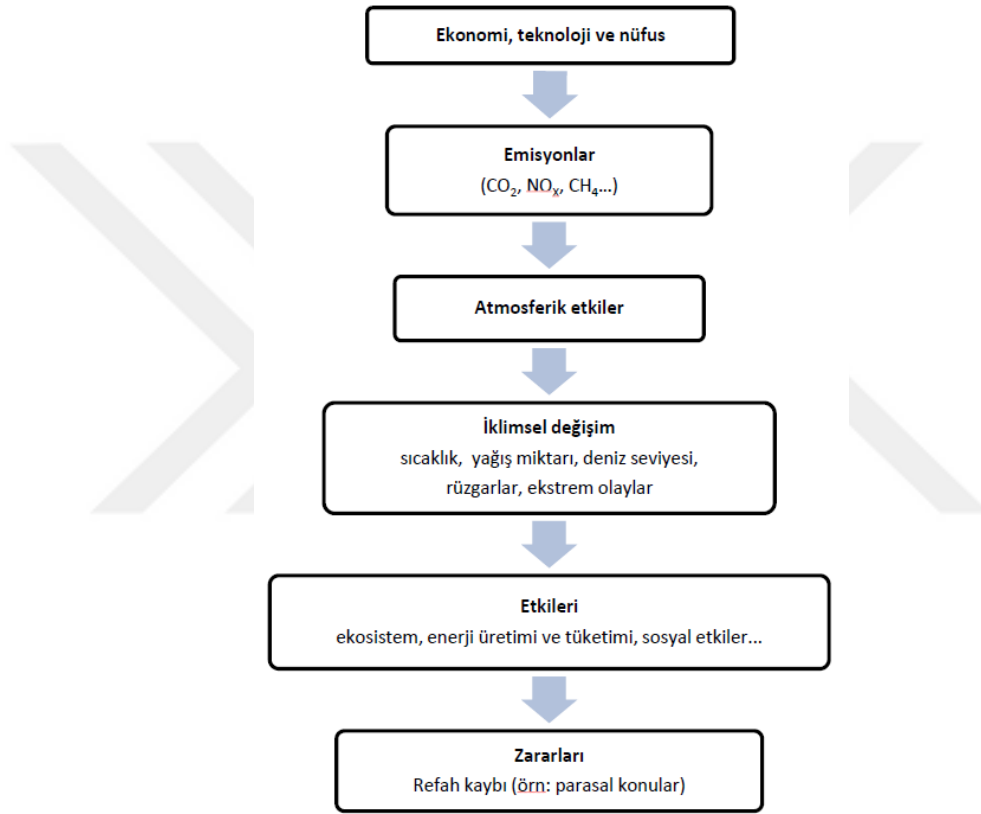 Ekonomi, teknoloji ve nüfus
Emisyonlar
(CO₂, NOₓ, CH₄...)
Atmosferik etkiler
İklimsel değişim
sıcaklık, yağış miktarı, deniz seviyesi,
rüzgarlar, ekstrem olaylar
Etkileri
ekosistem, enerji üretimi ve tüketimi, sosyal etkiler...
Zararları
Refah kaybı (örn: parasal konular)